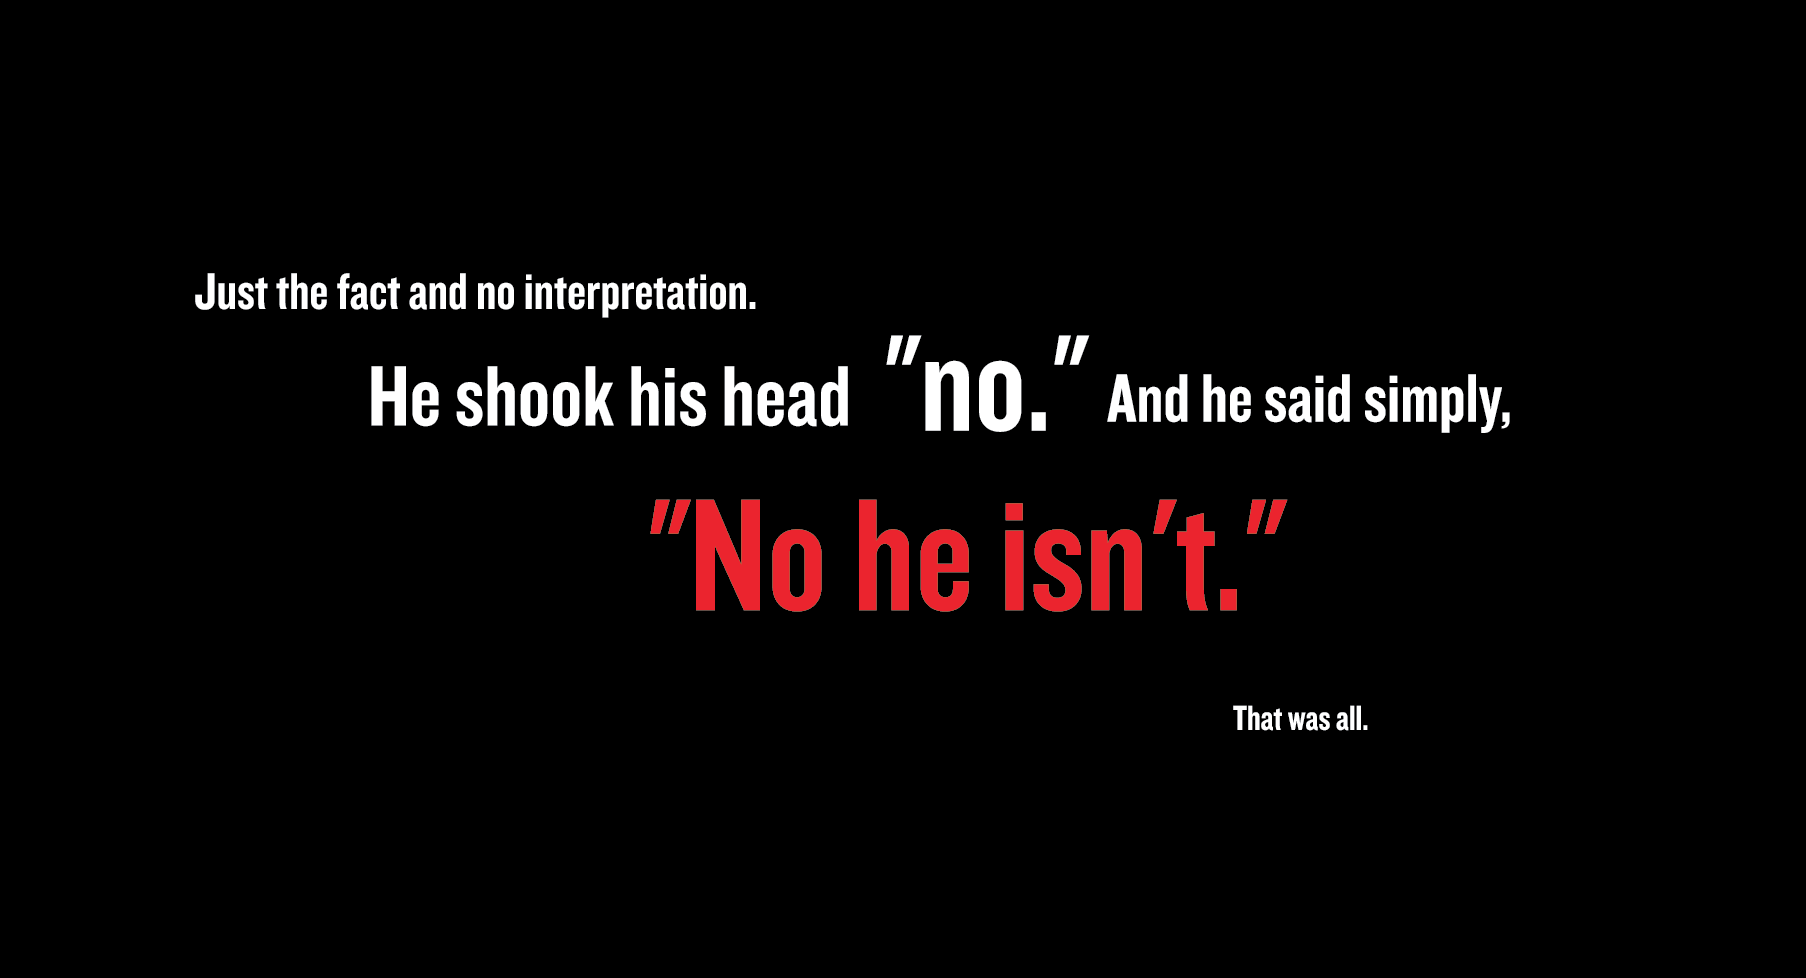 Just the fact and no interpretation.
He shook his head "no." And he said simply,
"No he isn't."
That was all.